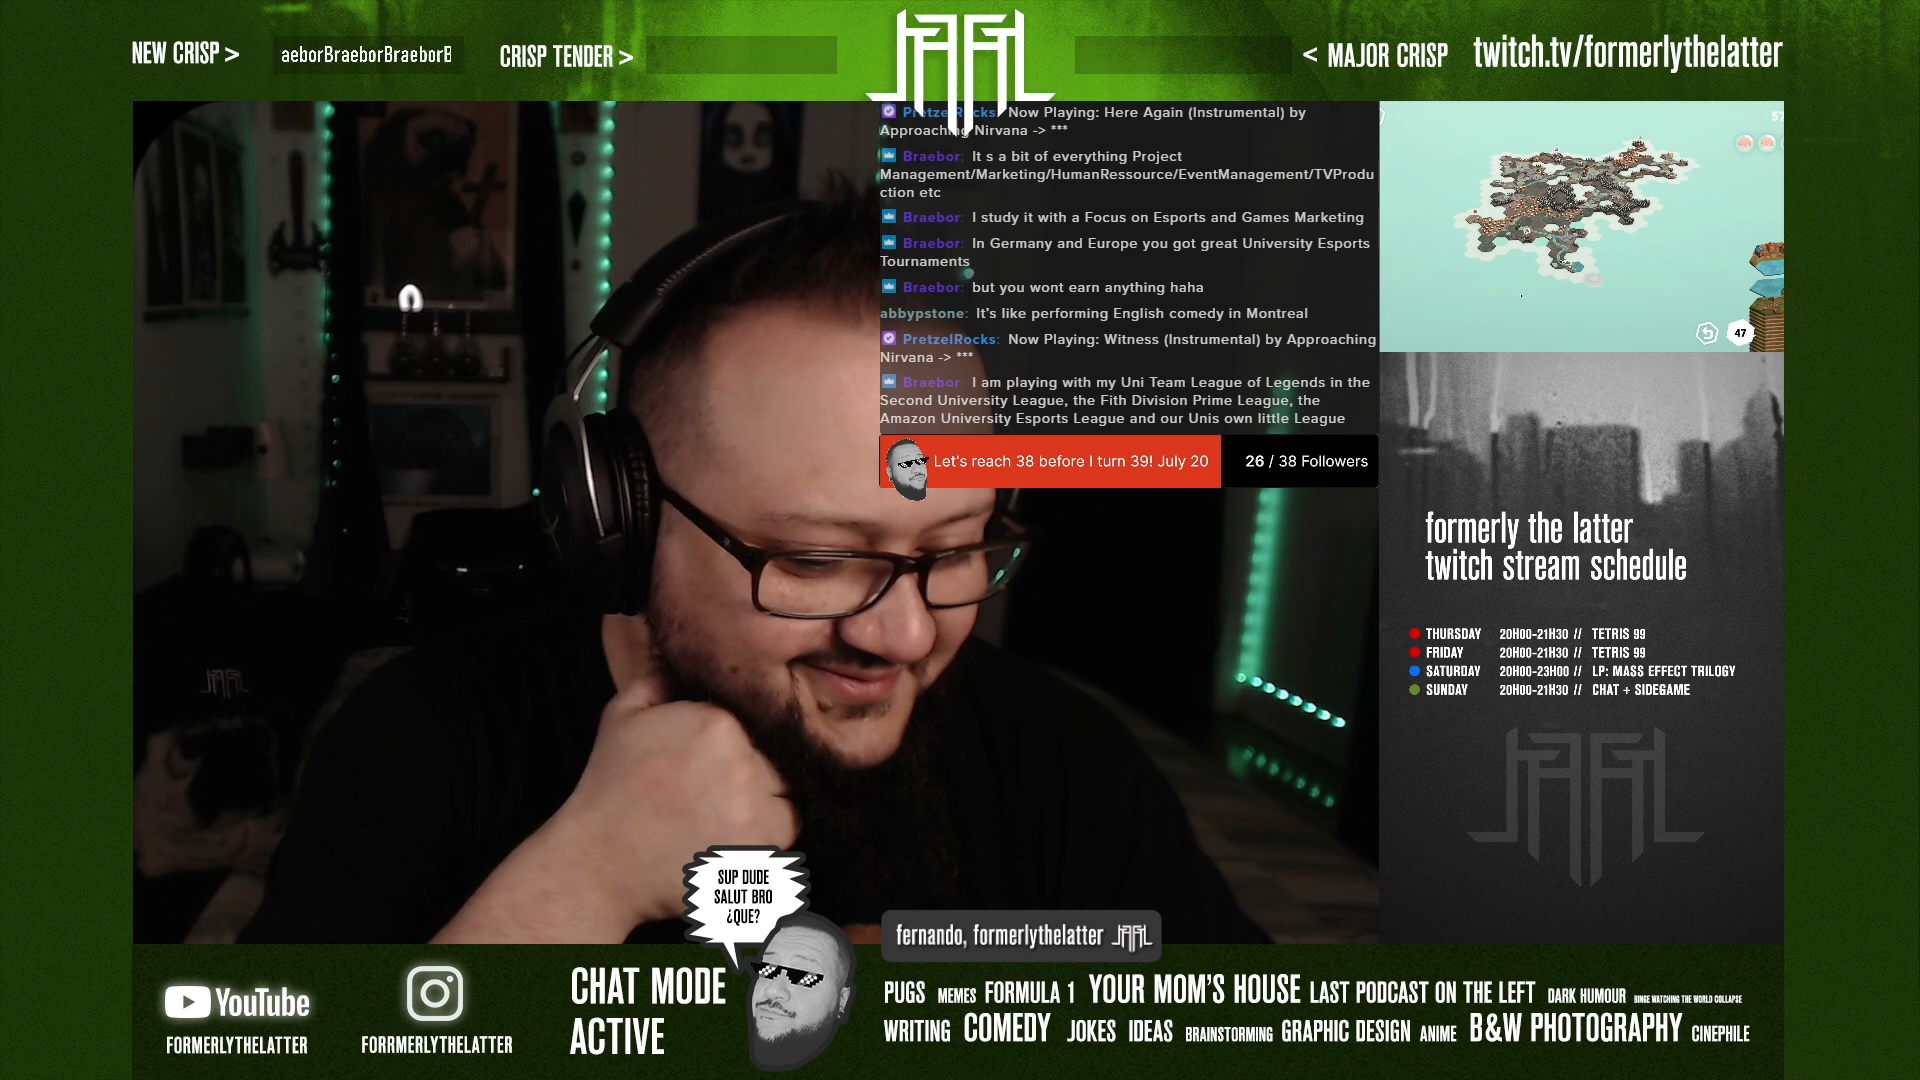 NEW CRISP >
aeborBraeborBraeborB
CRISP TENDER >
< MAJOR CRISP
twitch.tv/formerlythelatter
PretzelRocks: Now Playing: Here Again (Instrumental) by
Approaching Nirvana -> ***
Braebor: It s a bit of everything Project
Management/Marketing/HumanRessource/EventManagement/TVProdu
ction etc
Braebor: I study it with a Focus on Esports and Games Marketing
Braebor: In Germany and Europe you got great University Esports
Tournaments
Braebor: but you wont earn anything haha
abbypstone: It's like performing English comedy in Montreal
PretzelRocks: Now Playing: Witness (Instrumental) by Approaching
Nirvana -> ***
Braebor: I am playing with my Uni Team League of Legends in the
Second University League, the Fith Division Prime League, the
Amazon University Esports League and our Unis own little League
Let's reach 38 before I turn 39! July 20
26 / 38 Followers
57
47
formerly the latter
twitch stream schedule
THURSDAY 20H00-21H30 // TETRIS 99
FRIDAY 20H00-21H30 // TETRIS 99
SATURDAY 20H00-23H00 // LP: MASS EFFECT TRILOGY
SUNDAY 20H00-21H30 // CHAT + SIDEGAME
SUP DUDE
SALUT BRO
¿QUE?
fernando, formerlythelatter
YouTube
FORMERLYTHELATTER
FORRMERLYTHELATTER
CHAT MODE
ACTIVE
PUGS MEMES FORMULA 1 YOUR MOM'S HOUSE LAST PODCAST ON THE LEFT DARK HUMOUR BINGE WATCHING THE WORLD COLLAPSE
WRITING COMEDY JOKES IDEAS BRAINSTORMING GRAPHIC DESIGN ANIME B&W PHOTOGRAPHY CINEPHILE